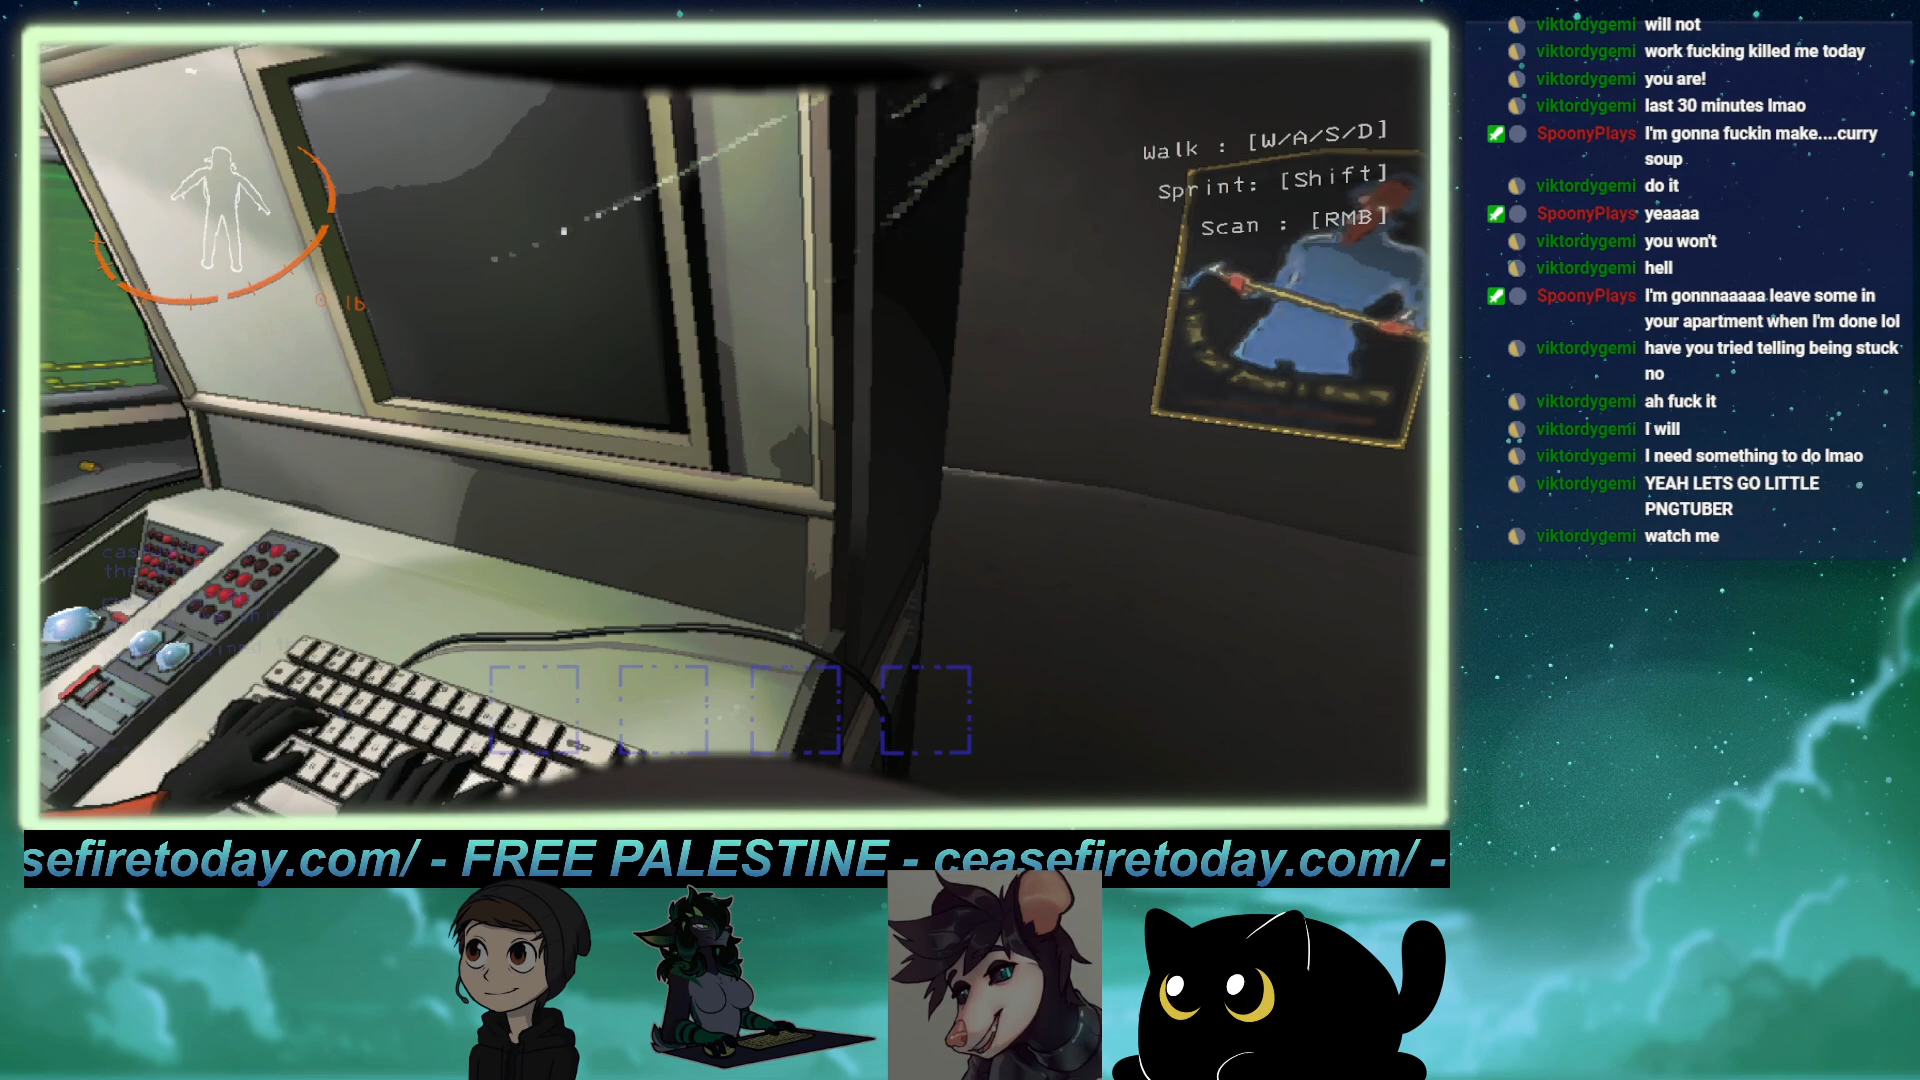 Walk : [W/A/S/D]
Sprint: [Shift]
Scan : [RMB]
0 lb
sefiretoday.com/ - FREE PALESTINE - ceasefiretoday.com/ -
viktordygemi will not
viktordygemi work fucking killed me today
viktordygemi you are!
viktordygemi last 30 minutes lmao
SpoonyPlays I'm gonna fuckin make....curry
soup
viktordygemi do it
SpoonyPlays yeaaaa
viktordygemi you won't
viktordygemi hell
SpoonyPlays I'm gonnnaaaaa leave some in
your apartment when I'm done lol
viktordygemi have you tried telling being stuck
no
viktordygemi ah fuck it
viktordygemi I will
viktordygemi I need something to do lmao
viktordygemi YEAH LETS GO LITTLE
PNGTUBER
viktordygemi watch me